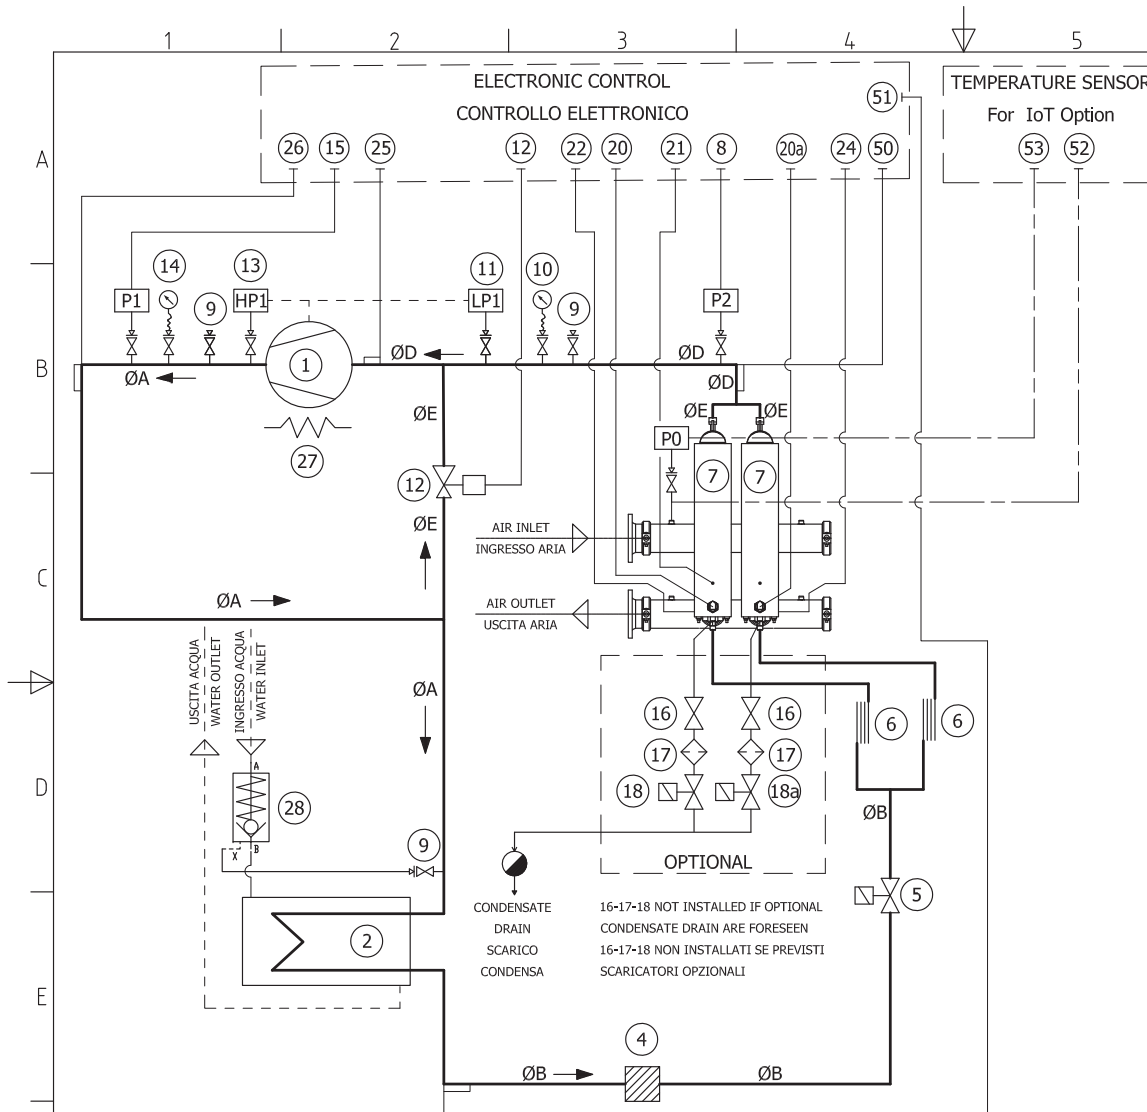 1 2 3 4 5
ELECTRONIC CONTROL
CONTROLLO ELETTRONICO
51
TEMPERATURE SENSOR
For IoT Option
A
26 15 25 12 22 20 21 8 20a 24 50 53 52
14 13 11 10
9 9
P1 HP1 LP1 P2
B
1
ØD ØD
ØA
ØD
ØE ØE ØE
27
P0
7 7
12
ØE
AIR INLET
INGRESSO ARIA
C
ØA
AIR OUTLET
USCITA ARIA
USCITA ACQUA
WATER OUTLET
INGRESSO ACQUA
WATER INLET
ØA
16 16
6 6
17 17
A
D
18 18a
28
ØB
X B
9
OPTIONAL
5
CONDENSATE
DRAIN
SCARICO
CONDENSA
16-17-18 NOT INSTALLED IF OPTIONAL
CONDENSATE DRAIN ARE FORESEEN
16-17-18 NON INSTALLATI SE PREVISTI
SCARICATORI OPZIONALI
2
E
4
ØB ØB